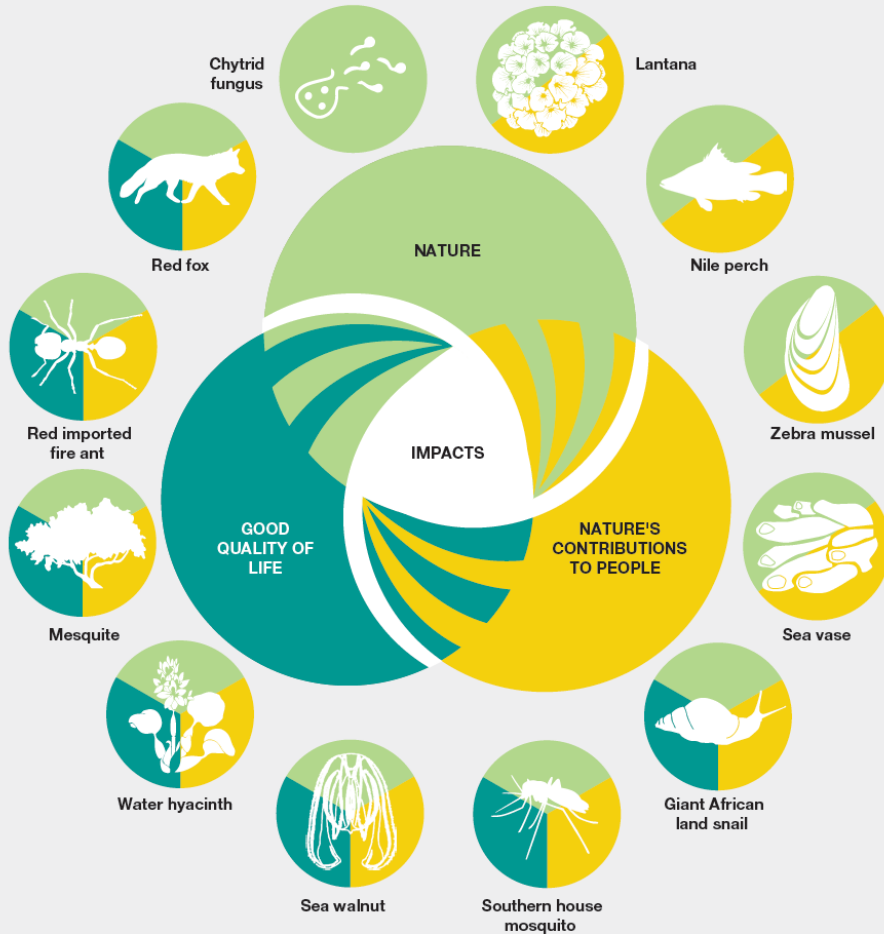 Chytrid
fungus
Lantana
Red fox
NATURE
Nile perch
Red imported
fire ant
IMPACTS
Zebra mussel
GOOD
QUALITY OF
LIFE
NATURE'S
CONTRIBUTIONS
TO PEOPLE
Mesquite
Sea vase
Water hyacinth
Giant African
land snail
Sea walnut
Southern house
mosquito